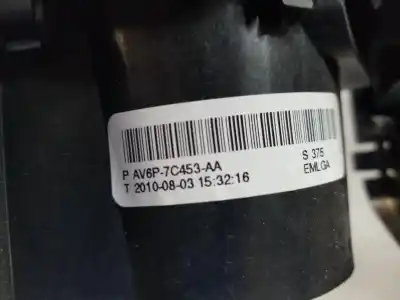 P AV6P-7C453-AA S 375
T 2010-08-03 15:32:16 EMLGA